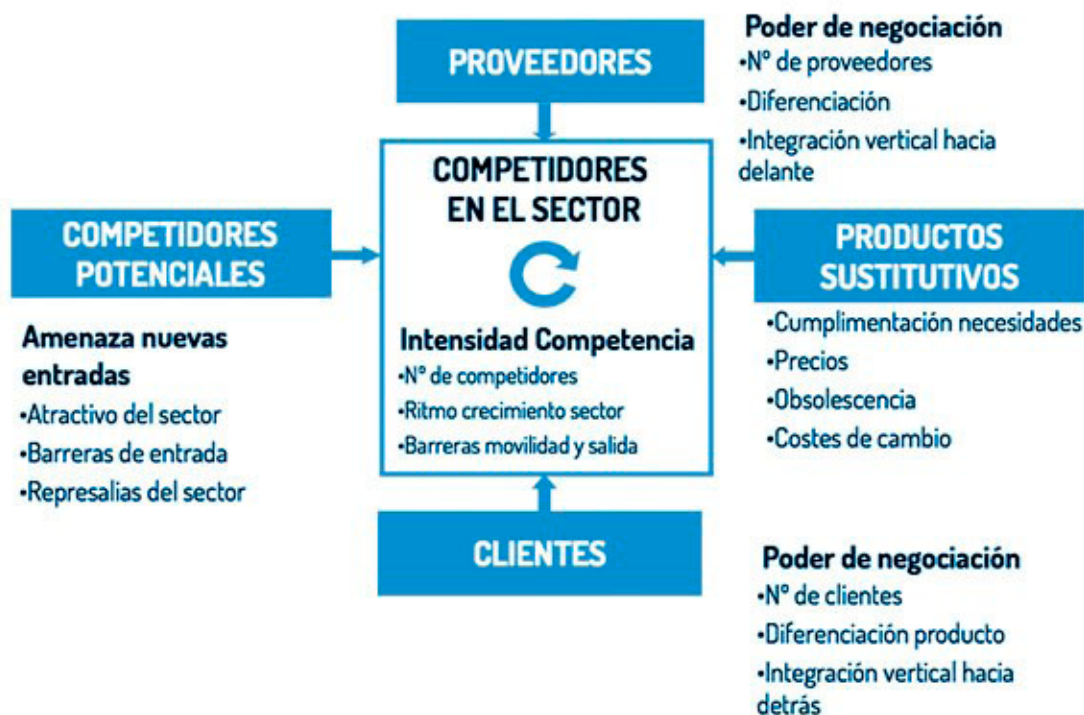 PROVEEDORES
Poder de negociación
•Nº de proveedores
•Diferenciación
•Integración vertical hacia
delante
COMPETIDORES
EN EL SECTOR
Intensidad Competencia
•Nº de competidores
•Ritmo crecimiento sector
•Barreras movilidad y salida
COMPETIDORES
POTENCIALES
Amenaza nuevas
entradas
•Atractivo del sector
•Barreras de entrada
•Represalias del sector
PRODUCTOS
SUSTITUTIVOS
•Cumplimentación necesidades
•Precios
•Obsolescencia
•Costes de cambio
CLIENTES
Poder de negociación
•Nº de clientes
•Diferenciación producto
•Integración vertical hacia
detrás